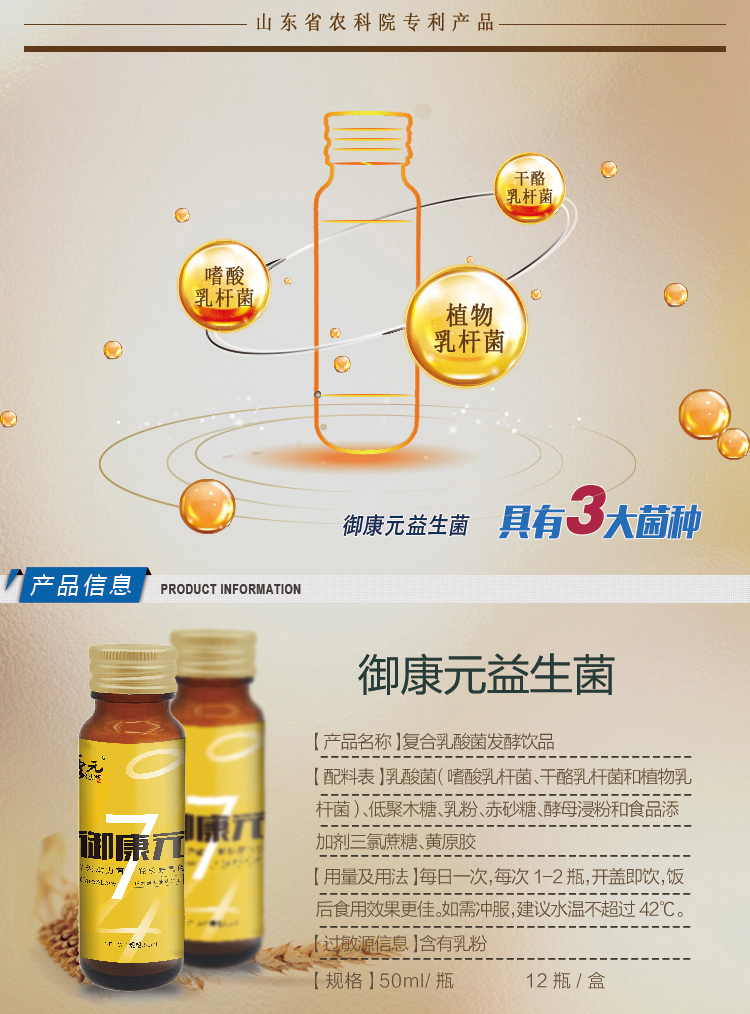 山东省农科院专利产品
干酪
乳杆菌
嗜酸
乳杆菌
植物
乳杆菌
御康元益生菌 具有3大菌种
产品信息 PRODUCT INFORMATION
御康元益生菌
【产品名称】复合乳酸菌发酵饮品
【配料表】乳酸菌(嗜酸乳杆菌、干酪乳杆菌和植物乳
杆菌)、低聚木糖、乳粉、赤砂糖、酵母浸粉和食品添
加剂三氯蔗糖、黄原胶
【用量及用法】每日一次,每次1-2瓶,开盖即饮,饭
后食用效果更佳。如需冲服,建议水温不超过42℃。
【过敏源信息】含有乳粉
【规格】50ml/瓶 12瓶/盒
元
御康元
74
御康元